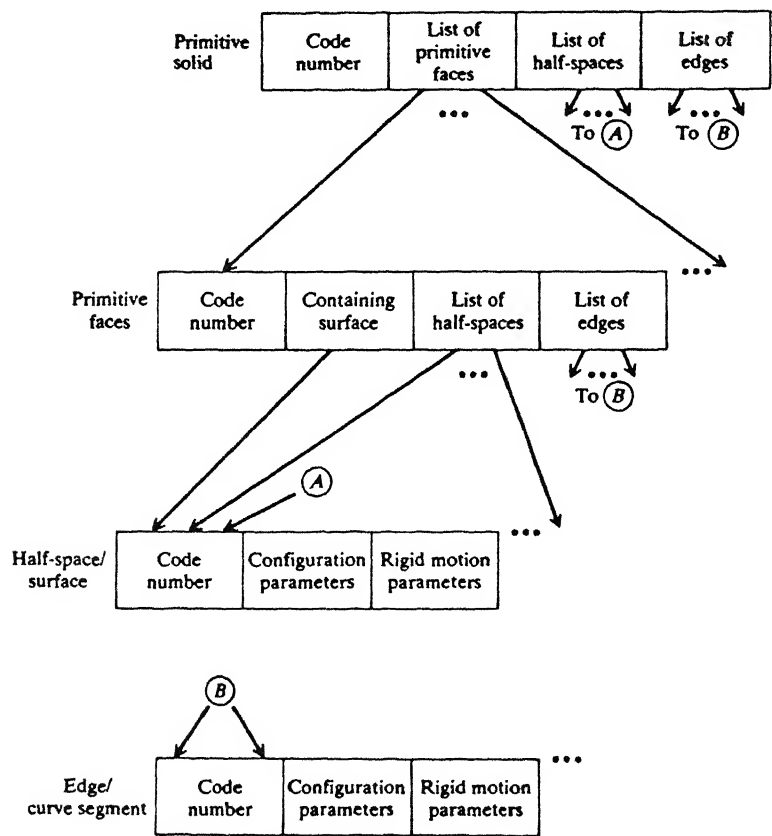 Primitive
solid
Code
number
List of
primitive
faces
List of
half-spaces
List of
edges
To A
To B
Primitive
faces
Code
number
Containing
surface
List of
half-spaces
List of
edges
To B
A
Half-space/
surface
Code
number
Configuration
parameters
Rigid motion
parameters
B
Edge/
curve segment
Code
number
Configuration
parameters
Rigid motion
parameters